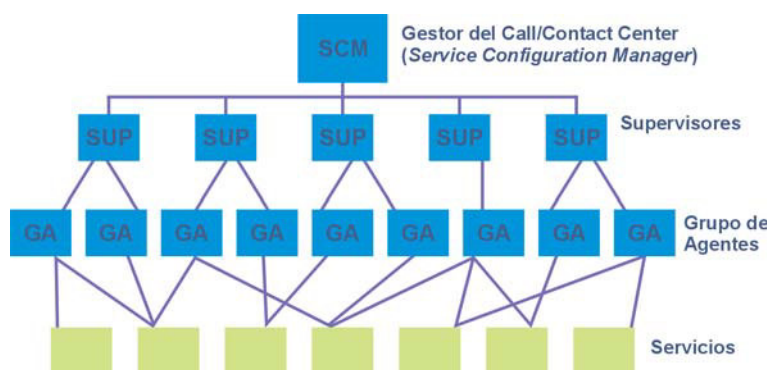 SCM
Gestor del Call/Contact Center
(Service Configuration Manager)
SUP SUP SUP SUP SUP
Supervisores
GA GA GA GA GA GA GA GA GA
Grupo de
Agentes
Servicios